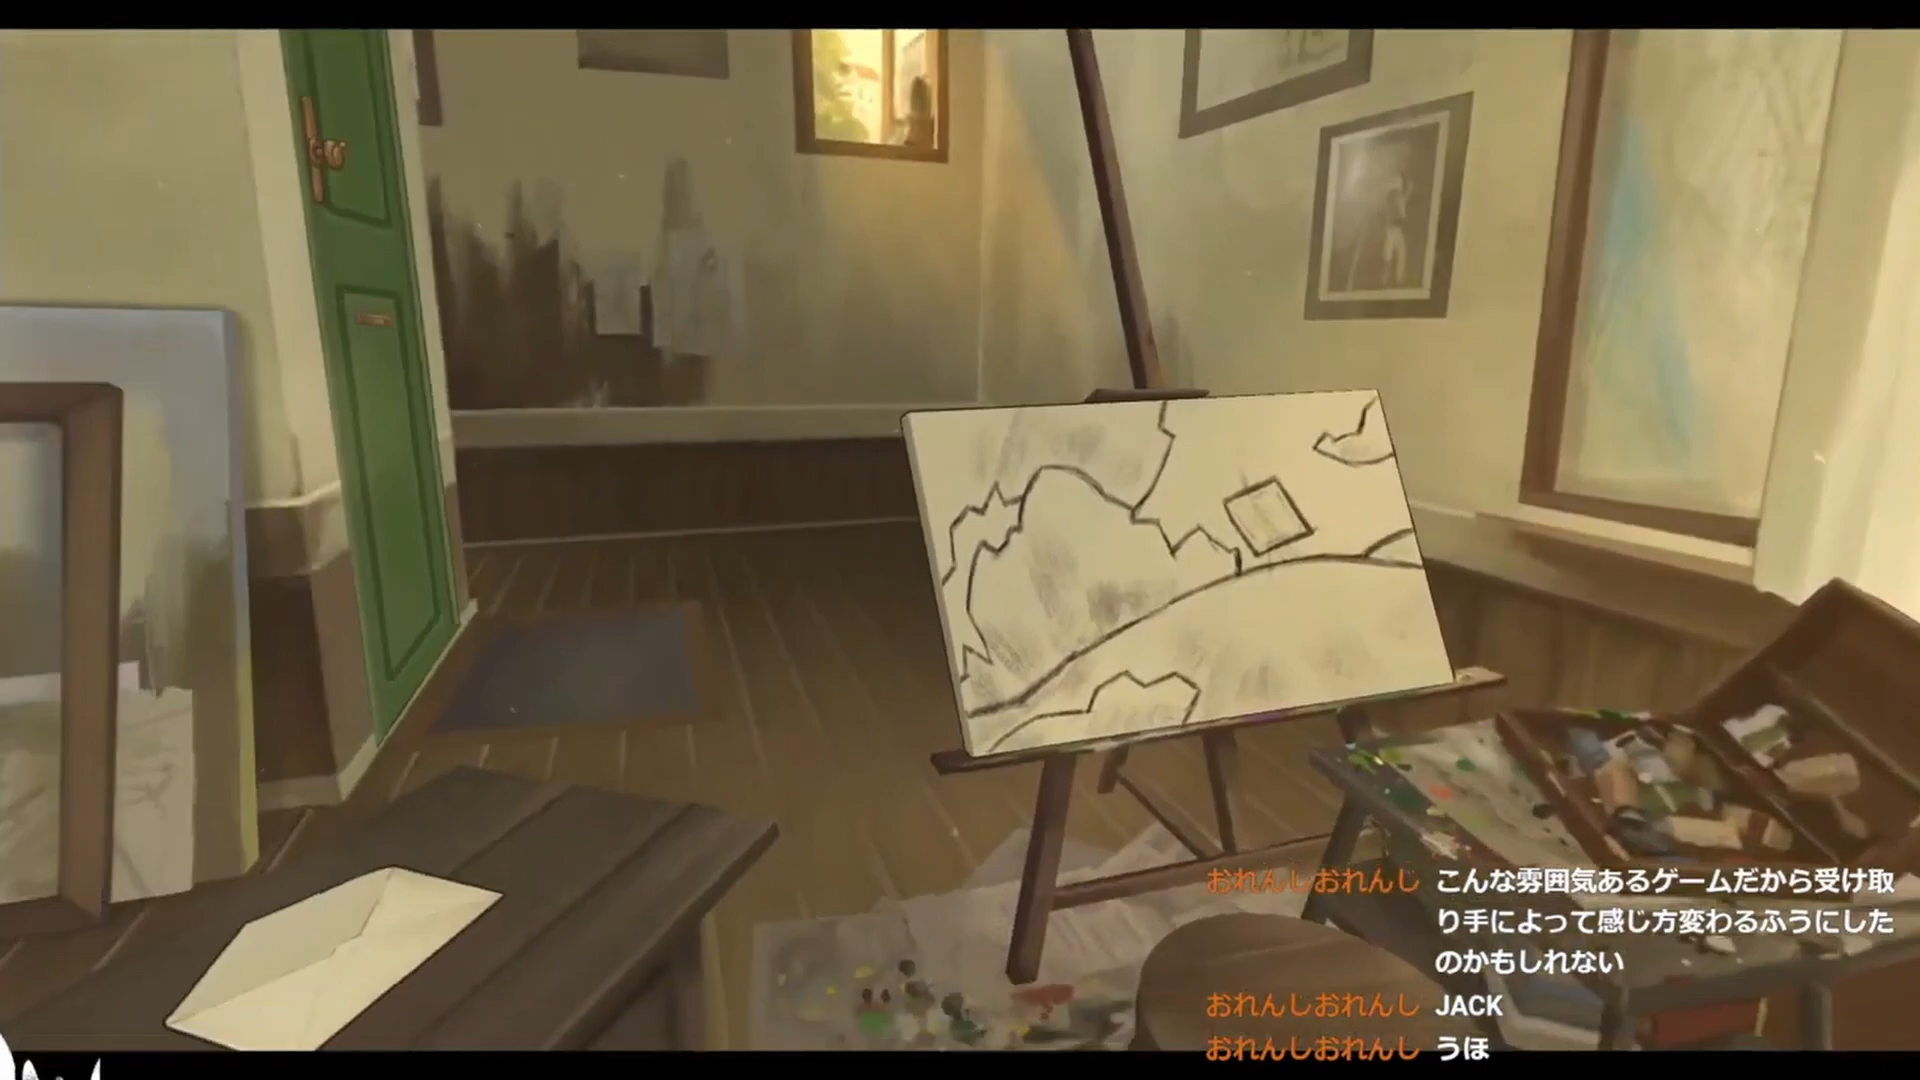 おれんしおれんし こんな雰囲気あるゲームだから受け取
り手によって感じ方変わるふうにした
のかもしれない
おれんしおれんし JACK
おれんしおれんし うほ